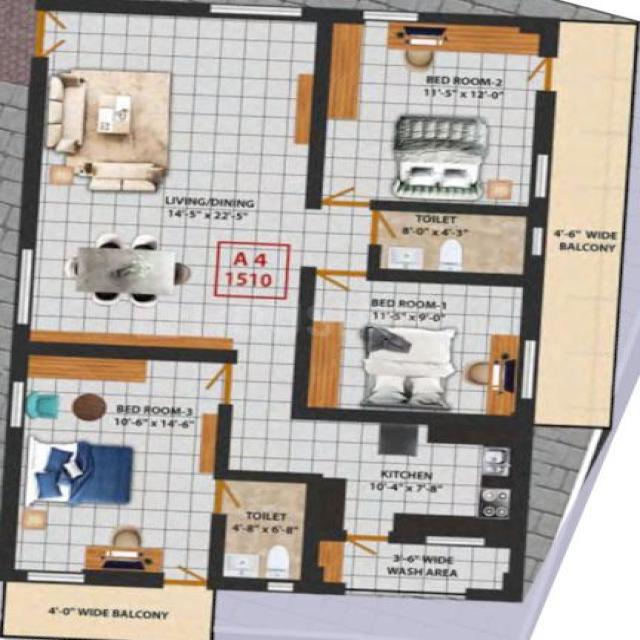 BED ROOM-2
11'-5" x 12'-0"
LIVING/DINING
14'-5" x 22'-5"
TOILET
8'-0" x 4'-3"
4'-6" WIDE
BALCONY
A 4
1510
BED ROOM-1
11'-5" x 9'-0"
BED ROOM-3
10'-6" x 14'-6"
KITCHEN
10'-4" x 7'-8"
TOILET
4'-8" x 6'-8"
3'-6" WIDE
WASH AREA
4'-0" WIDE BALCONY